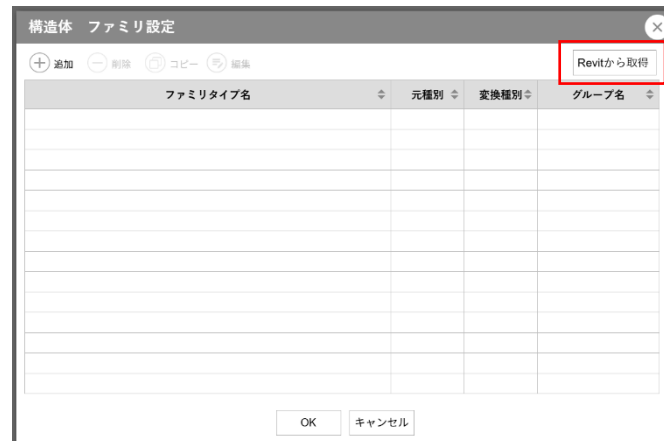 構造体　ファミリ設定
追加 削除 コピー 編集 Revitから取得
ファミリタイプ名 元種別 変換種別 グループ名
OK キャンセル